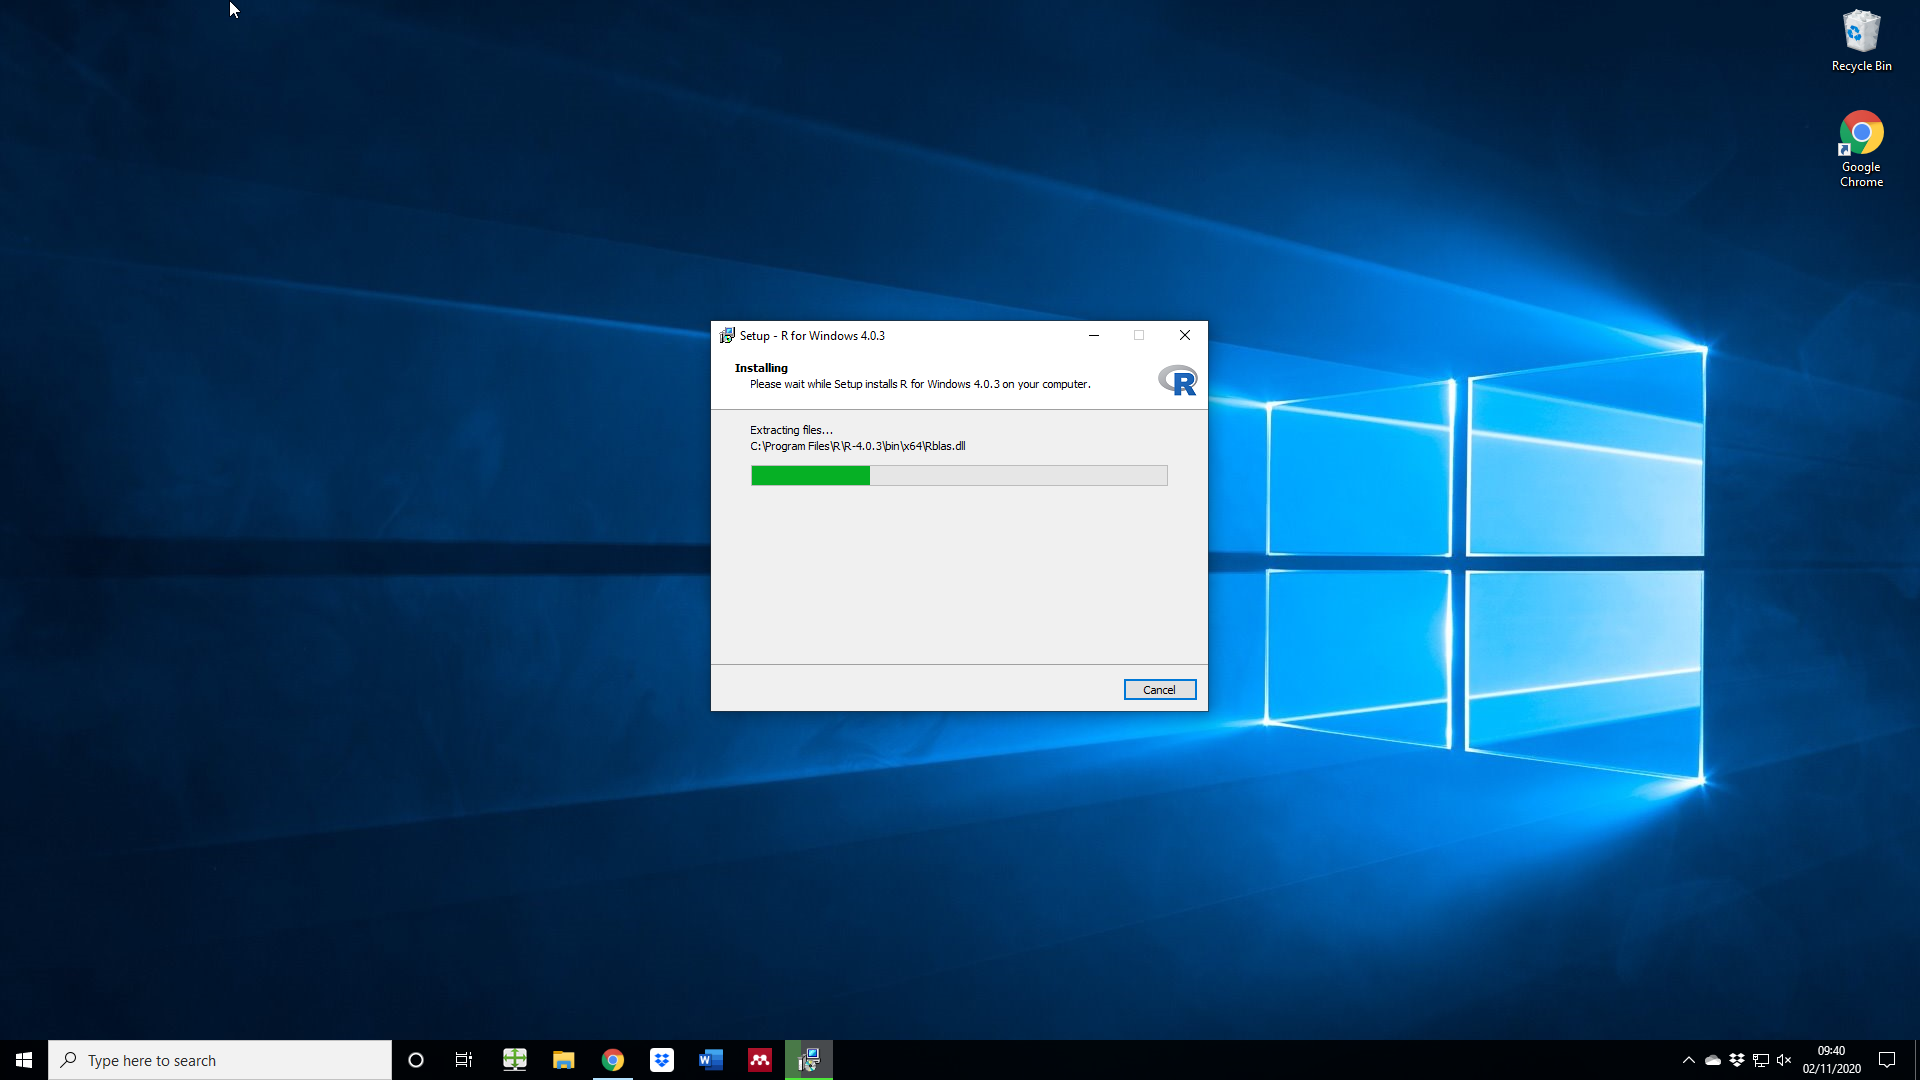 Recycle Bin
Google
Chrome
Setup - R for Windows 4.0.3
Installing
Please wait while Setup installs R for Windows 4.0.3 on your computer.
R
Extracting files...
C:\Program Files\R\R-4.0.3\bin\x64\Rblas.dll
Cancel
Type here to search
W
09:40
02/11/2020